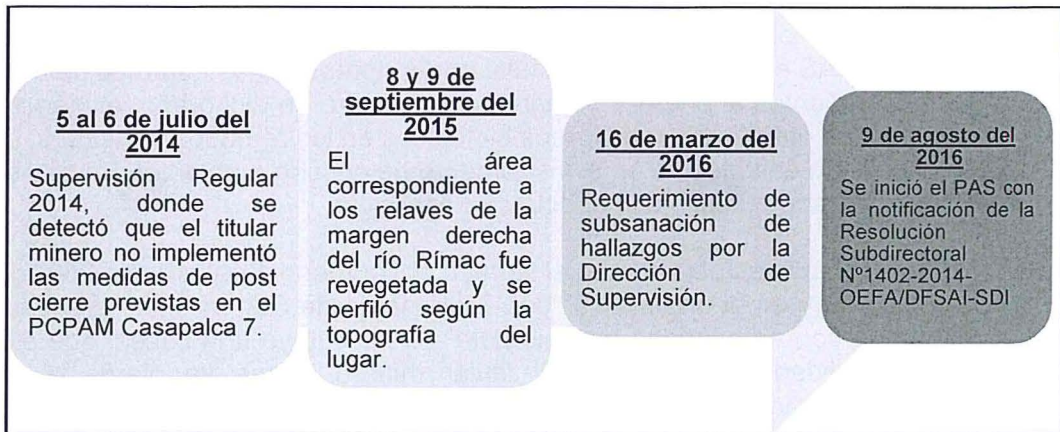 5 al 6 de julio del
2014
Supervisión Regular
2014, donde se
detectó que el titular
minero no implementó
las medidas de post
cierre previstas en el
PCPAM Casapalca 7.
8 y 9 de
septiembre del
2015
El área
correspondiente a
los relaves de la
margen derecha
del río Rímac fue
revegetada y se
perfiló según la
topografía del
lugar.
16 de marzo del
2016
Requerimiento de
subsanación de
hallazgos por la
Dirección de
Supervisión.
9 de agosto del
2016
Se inició el PAS con
la notificación de la
Resolución
Subdirectoral
Nº1402-2014-
OEFA/DFSAI-SDI